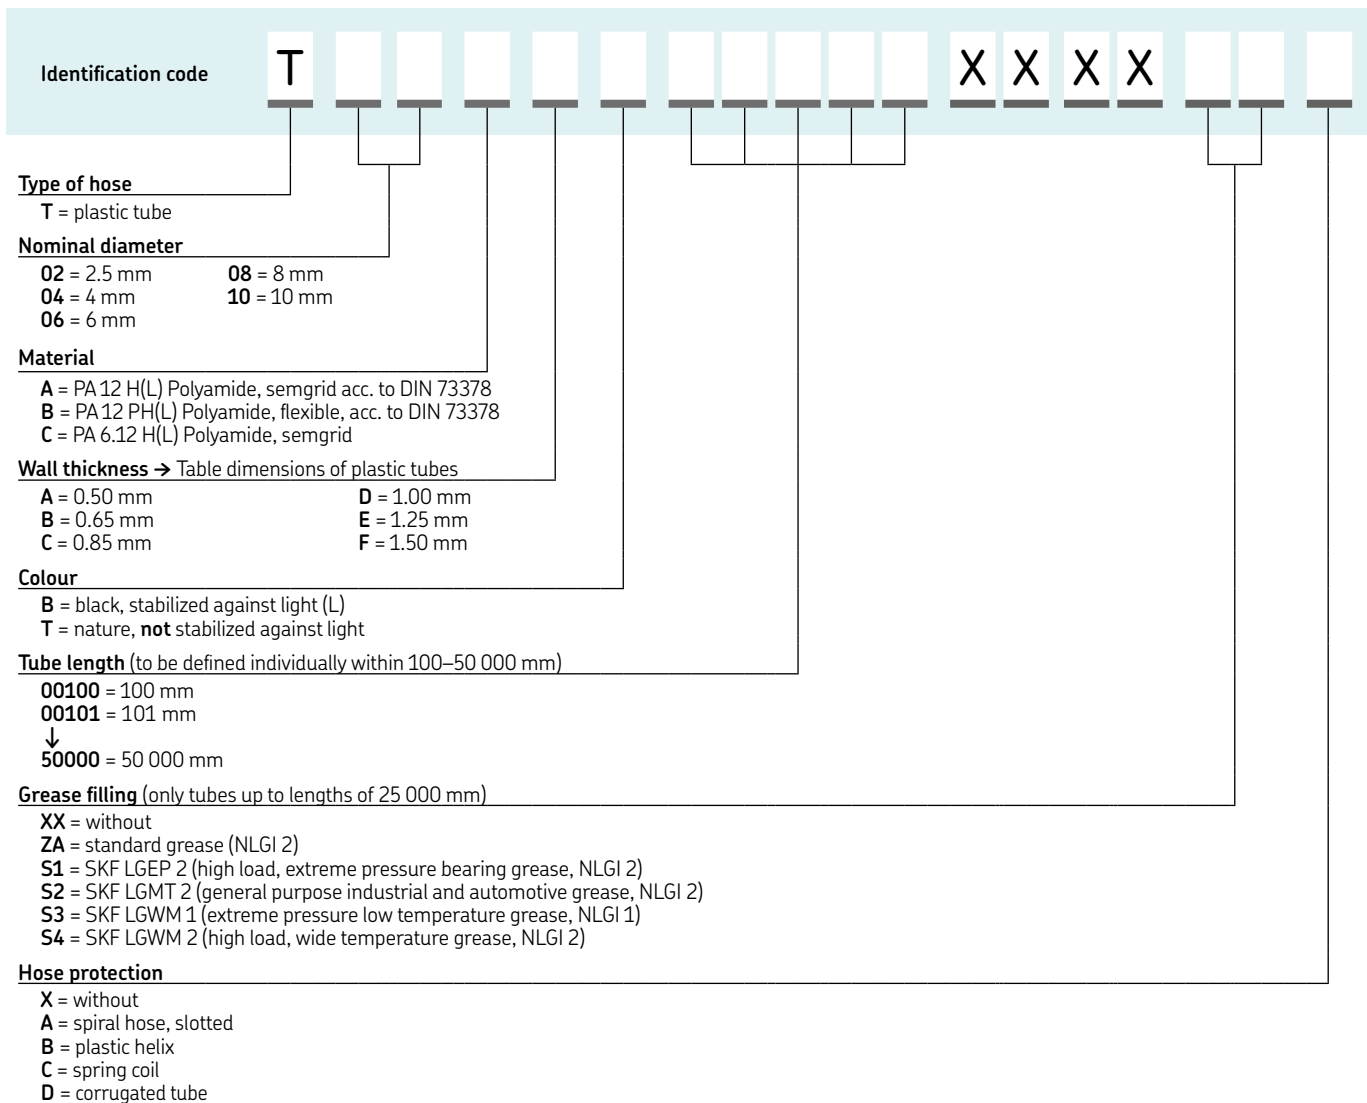 Identification code T X X X X
Type of hose
T = plastic tube
Nominal diameter
02 = 2.5 mm 08 = 8 mm
04 = 4 mm 10 = 10 mm
06 = 6 mm
Material
A = PA 12 H(L) Polyamide, semgrid acc. to DIN 73378
B = PA 12 PH(L) Polyamide, flexible, acc. to DIN 73378
C = PA 6.12 H(L) Polyamide, semgrid
Wall thickness → Table dimensions of plastic tubes
A = 0.50 mm D = 1.00 mm
B = 0.65 mm E = 1.25 mm
C = 0.85 mm F = 1.50 mm
Colour
B = black, stabilized against light (L)
T = nature, not stabilized against light
Tube length (to be defined individually within 100–50 000 mm)
00100 = 100 mm
00101 = 101 mm
↓
50000 = 50 000 mm
Grease filling (only tubes up to lengths of 25 000 mm)
XX = without
ZA = standard grease (NLGI 2)
S1 = SKF LGEP 2 (high load, extreme pressure bearing grease, NLGI 2)
S2 = SKF LGMT 2 (general purpose industrial and automotive grease, NLGI 2)
S3 = SKF LGWM 1 (extreme pressure low temperature grease, NLGI 1)
S4 = SKF LGWM 2 (high load, wide temperature grease, NLGI 2)
Hose protection
X = without
A = spiral hose, slotted
B = plastic helix
C = spring coil
D = corrugated tube